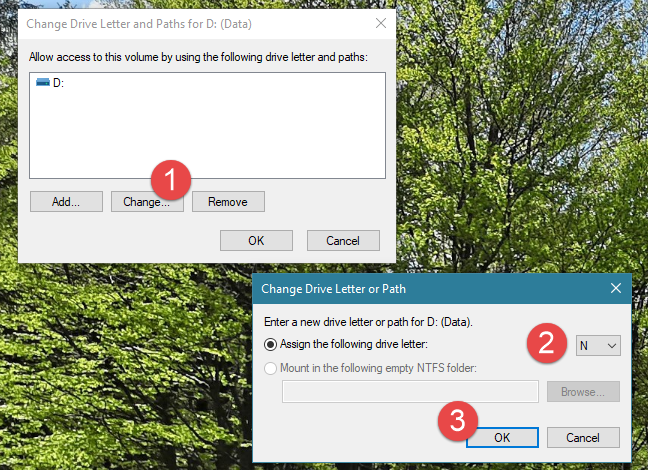 Change Drive Letter and Paths for D: (Data)
Allow access to this volume by using the following drive letter and paths:
D:
1
Add...
Change...
Remove
OK
Cancel
Change Drive Letter or Path
Enter a new drive letter or path for D: (Data).
Assign the following drive letter:
2
N
Mount in the following empty NTFS folder:
Browse...
3
OK
Cancel